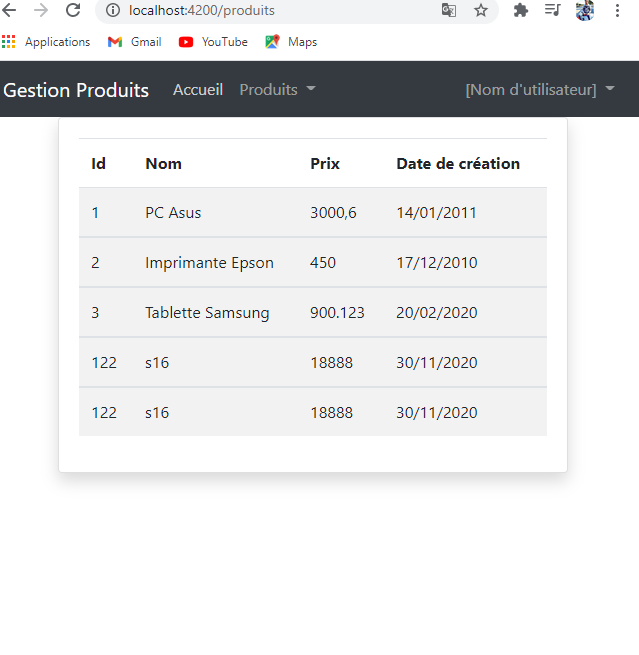 localhost:4200/produits
Applications Gmail YouTube Maps
Gestion Produits Accueil Produits [Nom d'utilisateur]
Id Nom Prix Date de création
1 PC Asus 3000,6 14/01/2011
2 Imprimante Epson 450 17/12/2010
3 Tablette Samsung 900.123 20/02/2020
122 s16 18888 30/11/2020
122 s16 18888 30/11/2020